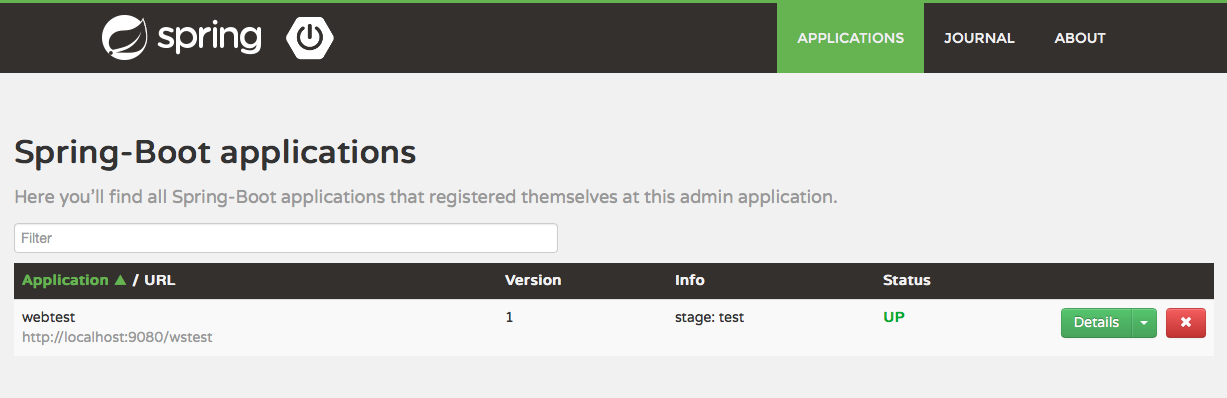 spring
APPLICATIONS JOURNAL ABOUT
Spring-Boot applications
Here you'll find all Spring-Boot applications that registered themselves at this admin application.
Filter
Application ▲ / URL Version Info Status
webtest 1 stage: test UP Details
http://localhost:9080/wstest